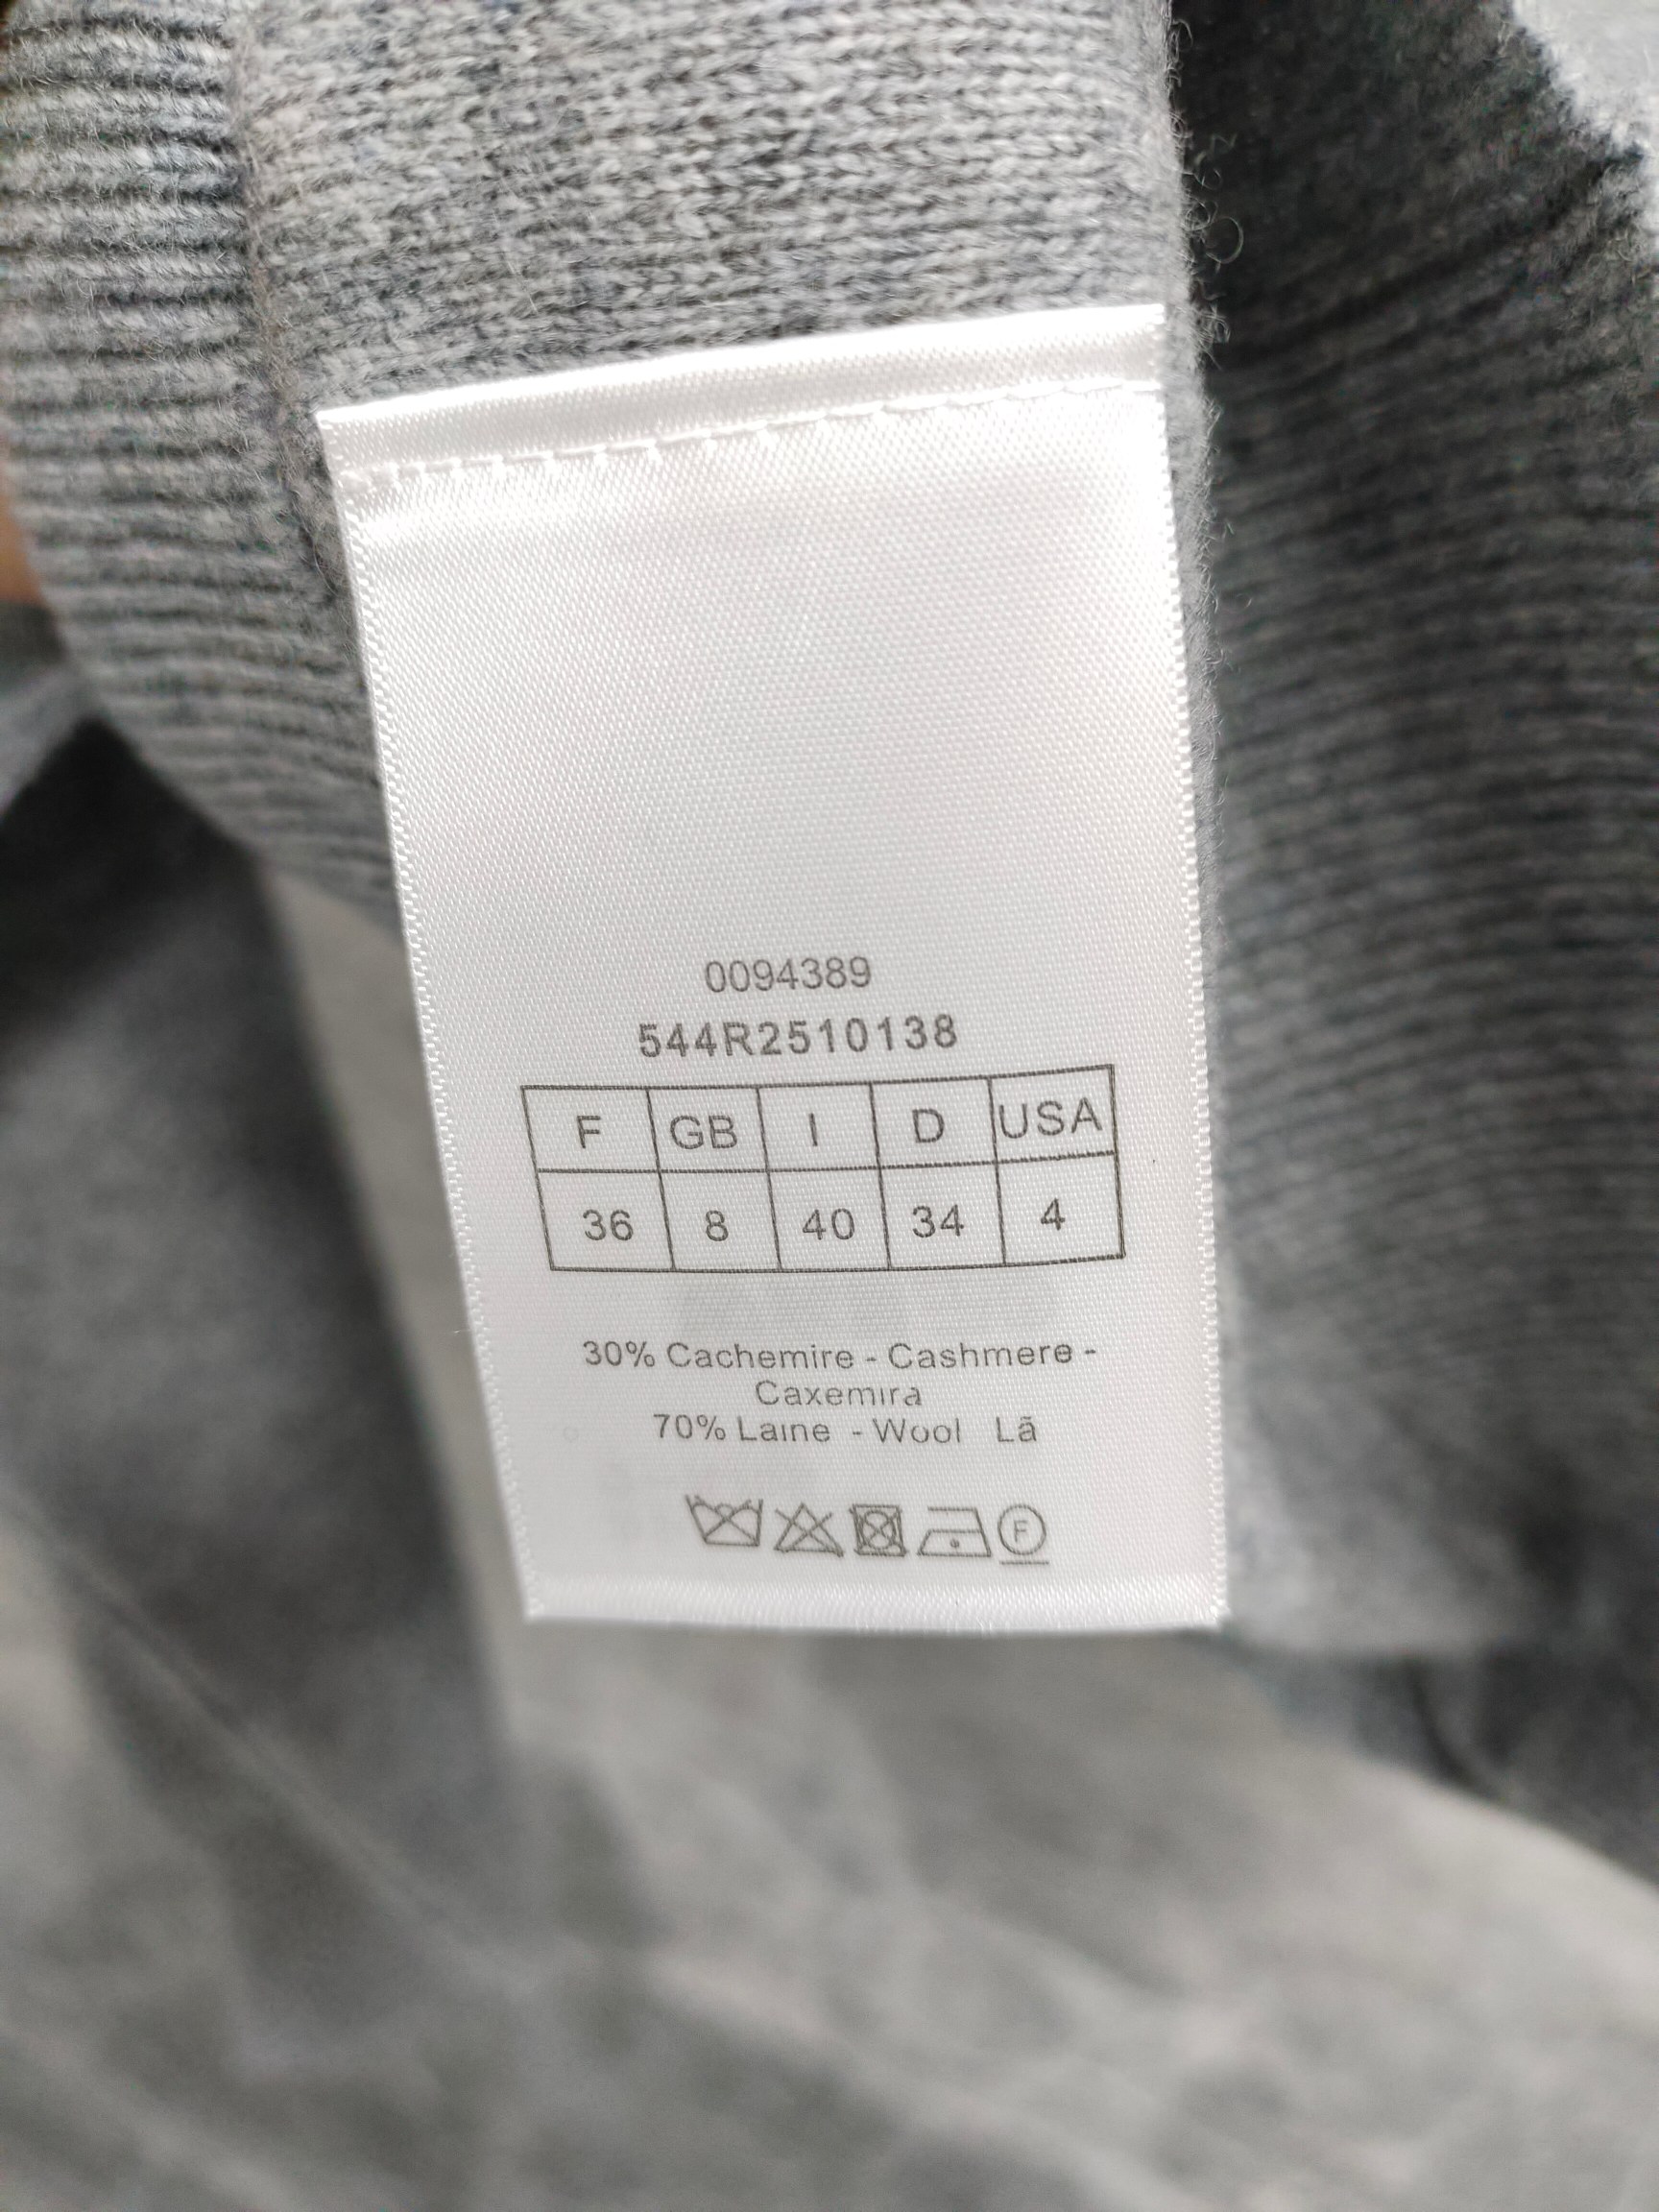 0094389
544R2510138
F GB I D USA
36 8 40 34 4
30% Cachemire - Cashmere -
Caxemira
70% Laine - Wool Lã
F